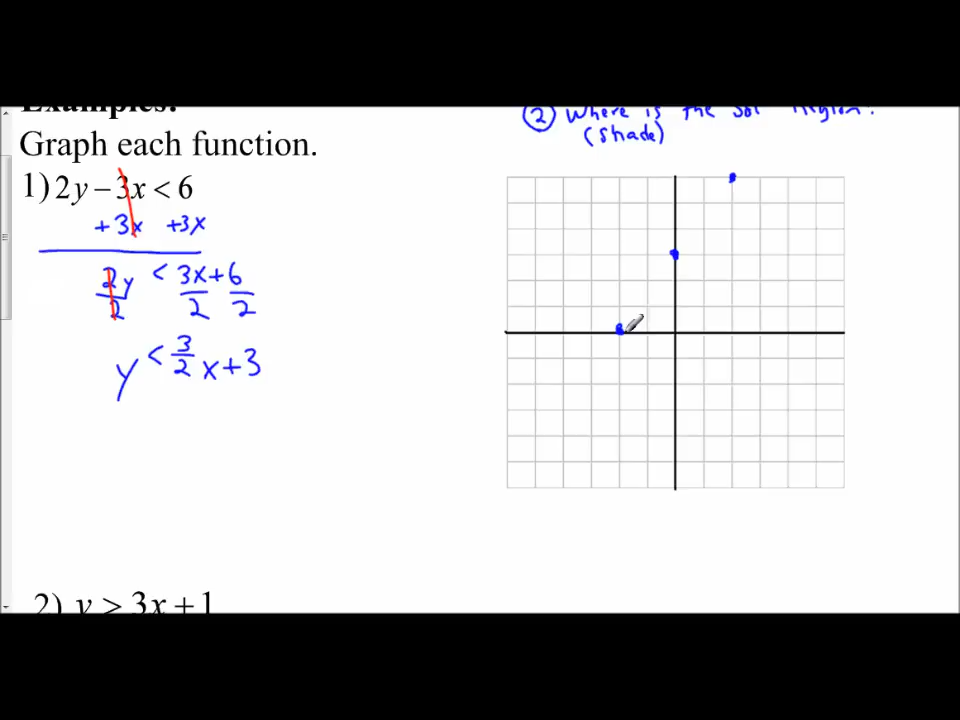 Examples:
Graph each function.
1) 2y − 3x < 6
+ 3x +3x
2y < 3x + 6
2 2 2
y < 3/2 x + 3
2) y > 3x + 1
② Where is the sol region?
(shade)